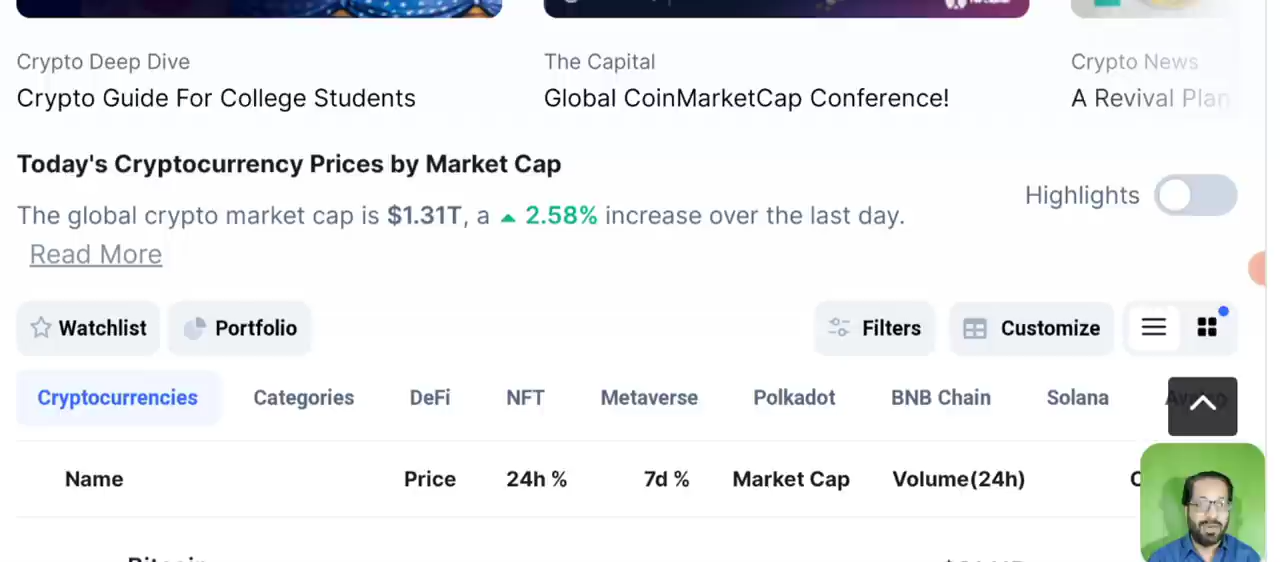 Crypto Deep Dive
The Capital
Crypto News
Crypto Guide For College Students
Global CoinMarketCap Conference!
A Revival Plan
Today's Cryptocurrency Prices by Market Cap
The global crypto market cap is $1.31T, a ▲ 2.58% increase over the last day.
Read More
Highlights
Watchlist
Portfolio
Filters
Customize
Cryptocurrencies
Categories
DeFi
NFT
Metaverse
Polkadot
BNB Chain
Solana
Name
Price
24h %
7d %
Market Cap
Volume(24h)